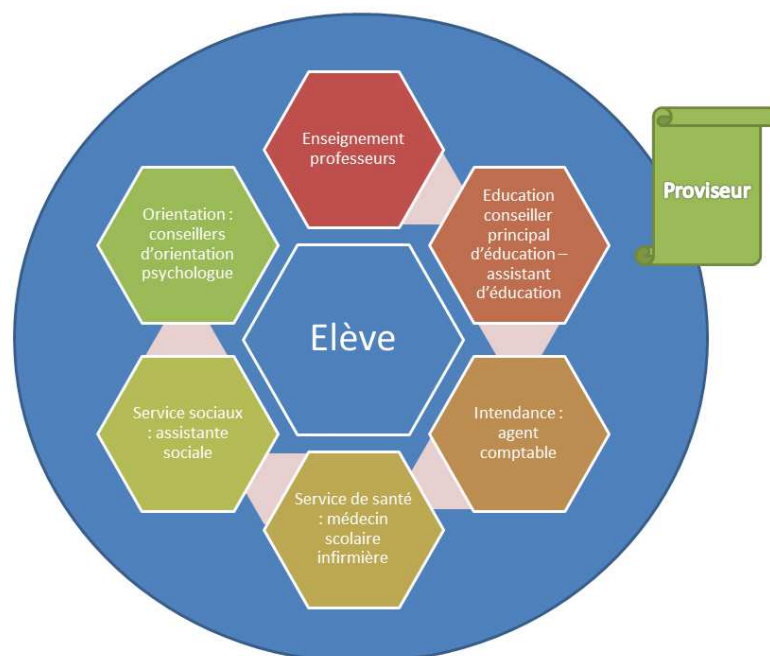 Enseignement
professeurs
Proviseur
Education
conseiller
principal
d'éducation –
assistant
d'éducation
Orientation :
conseillers
d'orientation
psychologue
Elève
Service sociaux
: assistante
sociale
Intendance :
agent
comptable
Service de santé
: médecin
scolaire
infirmière